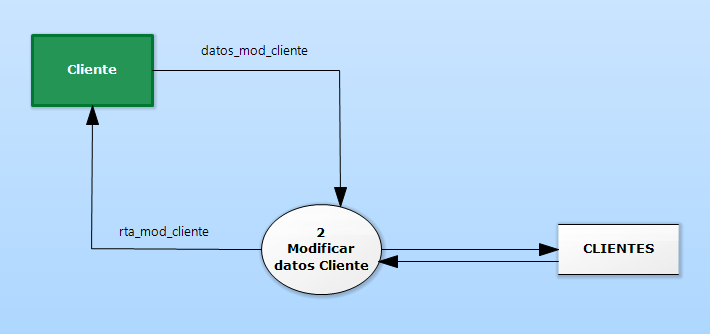 datos_mod_cliente
Cliente
rta_mod_cliente
2
Modificar
datos Cliente
CLIENTES